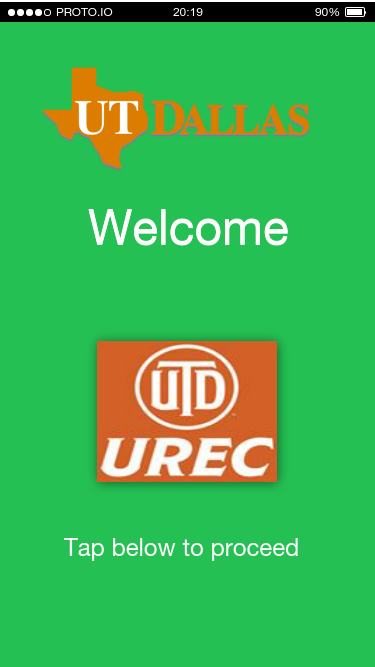 PROTO.IO 20:19 90%
UT DALLAS
Welcome
UTD
UREC
Tap below to proceed